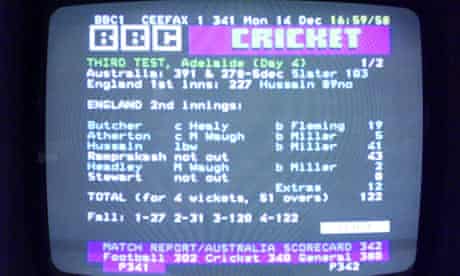 BBC1 CEEFAX 1 341 Mon 14 Dec 16:59/58
BBC CRICKET
THIRD TEST, Adelaide (Day 4) 1/2
Australia: 391 & 278-5dec Slater 103
England 1st inns: 227 Hussain 89no
ENGLAND 2nd innings:
Butcher c Healy b Fleming 19
Atherton c M Waugh b Miller 5
Hussain lbw b Miller 41
Ramprakash not out 43
Headley M Waugh b Miller 2
Stewart not out 0
Extras 12
TOTAL (for 4 wickets, 51 overs) 122
Fall: 1-27 2-31 3-120 4-122
MATCH REPORT/AUSTRALIA SCORECARD 342
Football 302 Cricket 340 General 300
P341 P342